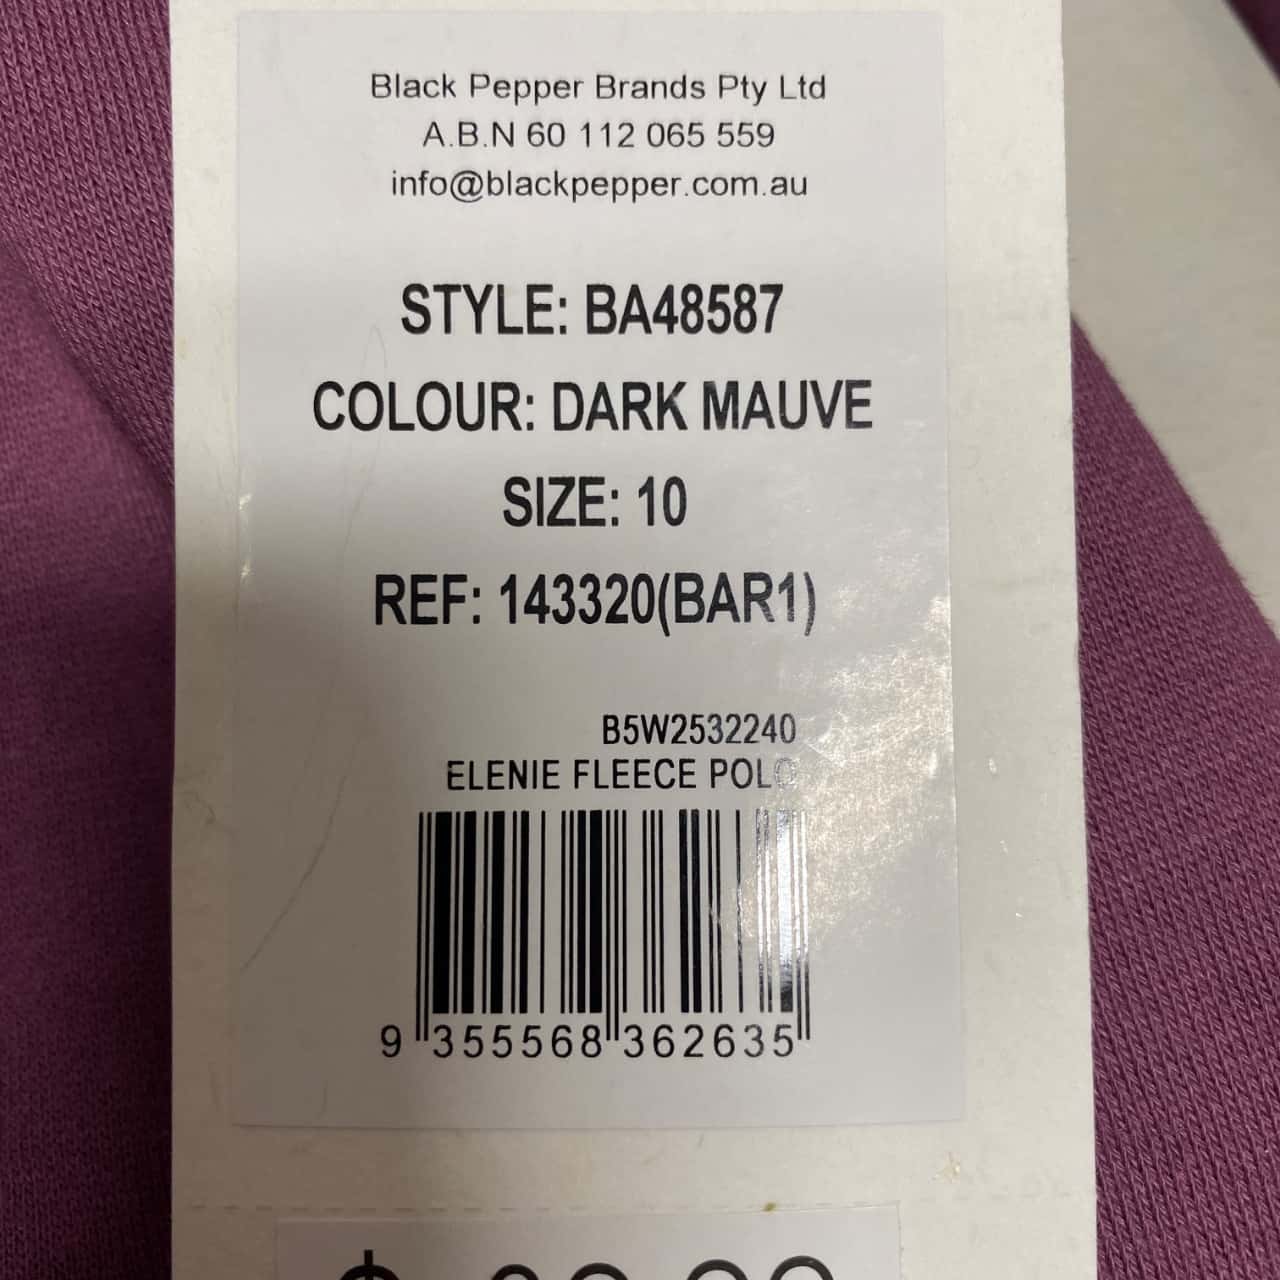 Black Pepper Brands Pty Ltd
A.B.N 60 112 065 559
info@blackpepper.com.au
STYLE: BA48587
COLOUR: DARK MAUVE
SIZE: 10
REF: 143320(BAR1)
B5W2532240
ELENIE FLEECE POLO
9 355568 362635